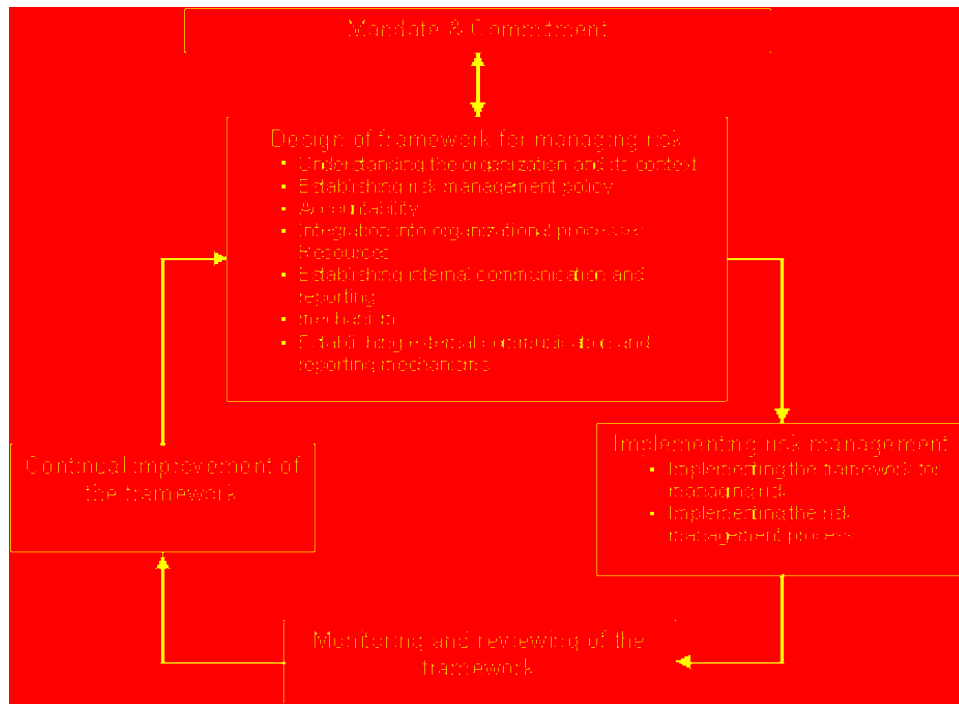 Mandate & Commitment
Design of framework for managing risk
▪ Understanding the organization and its context
▪ Establishing risk management policy
▪ Accountability
▪ Integration into organizational processes
Resources
▪ Establishing internal communication and
reporting
▪ mechanism
▪ Establishing external communication and
reporting mechanisms
Implementing risk management
▪ Implementing the framework for
managing risk
▪ Implementing the risk
management process
Continual improvement of
the framework
Monitoring and reviewing of the
framework